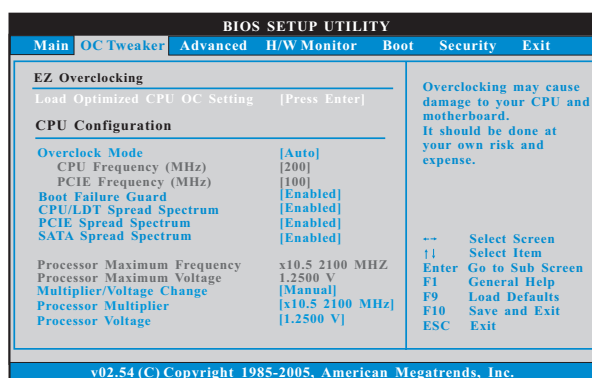 BIOS SETUP UTILITY
Main OC Tweaker Advanced H/W Monitor Boot Security Exit
EZ Overclocking
Load Optimized CPU OC Setting [Press Enter]
CPU Configuration
Overclock Mode [Auto]
CPU Frequency (MHz) [200]
PCIE Frequency (MHz) [100]
Boot Failure Guard [Enabled]
CPU/LDT Spread Spectrum [Enabled]
PCIE Spread Spectrum [Enabled]
SATA Spread Spectrum [Enabled]
Processor Maximum Frequency x10.5 2100 MHZ
Processor Maximum Voltage 1.2500 V
Multiplier/Voltage Change [Manual]
Processor Multiplier [x10.5 2100 MHz]
Processor Voltage [1.2500 V]
Overclocking may cause
damage to your CPU and
motherboard.
It should be done at
your own risk and
expense.
←→ Select Screen
↑↓ Select Item
Enter Go to Sub Screen
F1 General Help
F9 Load Defaults
F10 Save and Exit
ESC Exit
v02.54 (C) Copyright 1985-2005, American Megatrends, Inc.